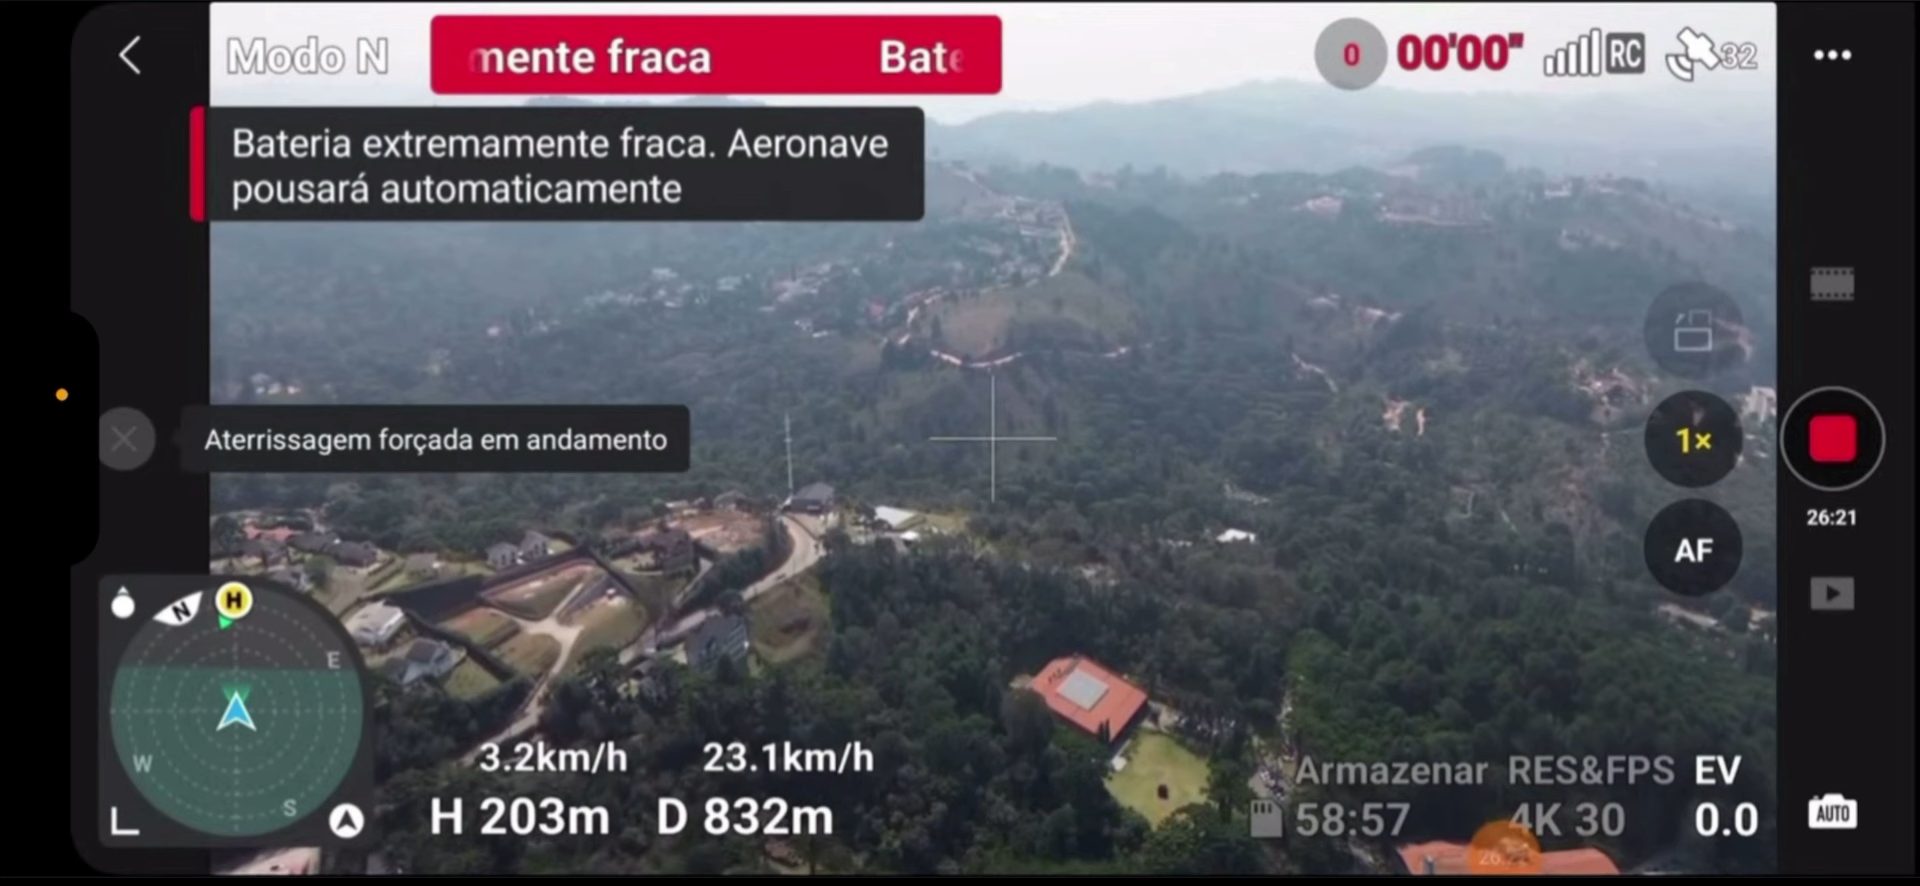 Modo N
mente fraca Bate
0 00'00" RC 32
Bateria extremamente fraca. Aeronave
pousará automaticamente
Aterrissagem forçada em andamento
1×
26:21
AF
N H
E
W
S
3.2km/h 23.1km/h
H 203m D 832m
Armazenar RES&FPS EV
58:57 4K 30 0.0
AUTO